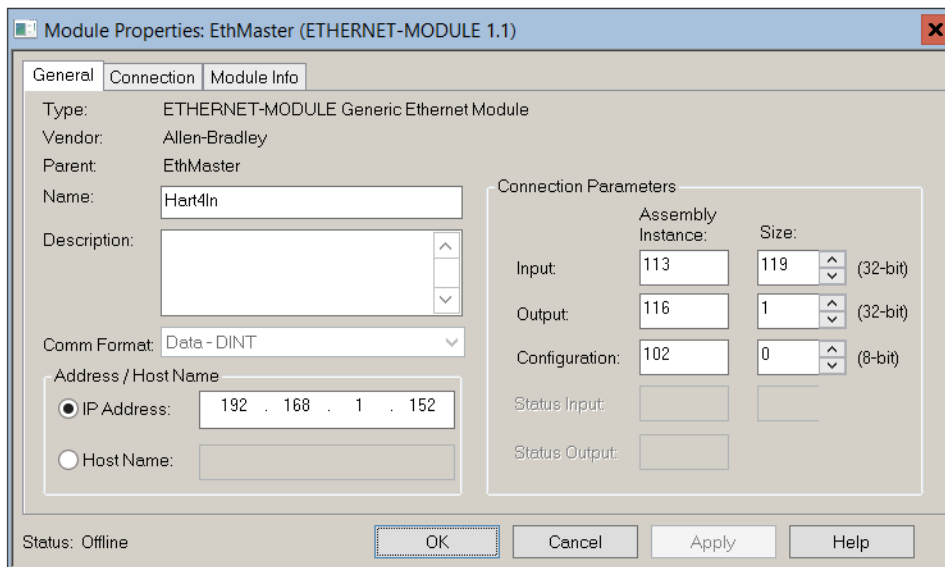 Module Properties: EthMaster (ETHERNET-MODULE 1.1)
General Connection Module Info
Type: ETHERNET-MODULE Generic Ethernet Module
Vendor: Allen-Bradley
Parent: EthMaster
Name: Hart4In
Description:
Comm Format: Data - DINT
Address / Host Name
IP Address: 192 . 168 . 1 . 152
Host Name:
Connection Parameters
Assembly
Instance: Size:
Input: 113 119 (32-bit)
Output: 116 1 (32-bit)
Configuration: 102 0 (8-bit)
Status Input:
Status Output:
Status: Offline OK Cancel Apply Help